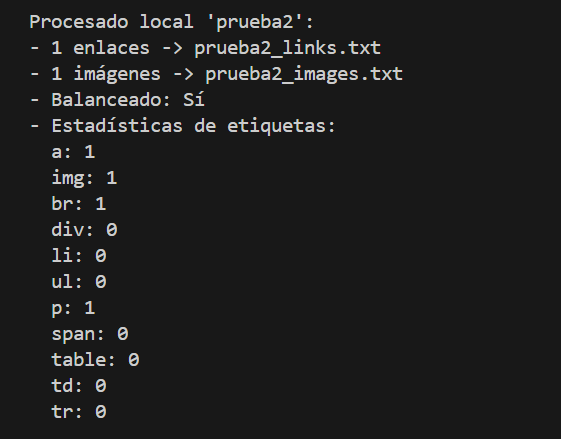 Procesado local 'prueba2':
- 1 enlaces -> prueba2_links.txt
- 1 imágenes -> prueba2_images.txt
- Balanceado: Sí
- Estadísticas de etiquetas:
a: 1
img: 1
br: 1
div: 0
li: 0
ul: 0
p: 1
span: 0
table: 0
td: 0
tr: 0